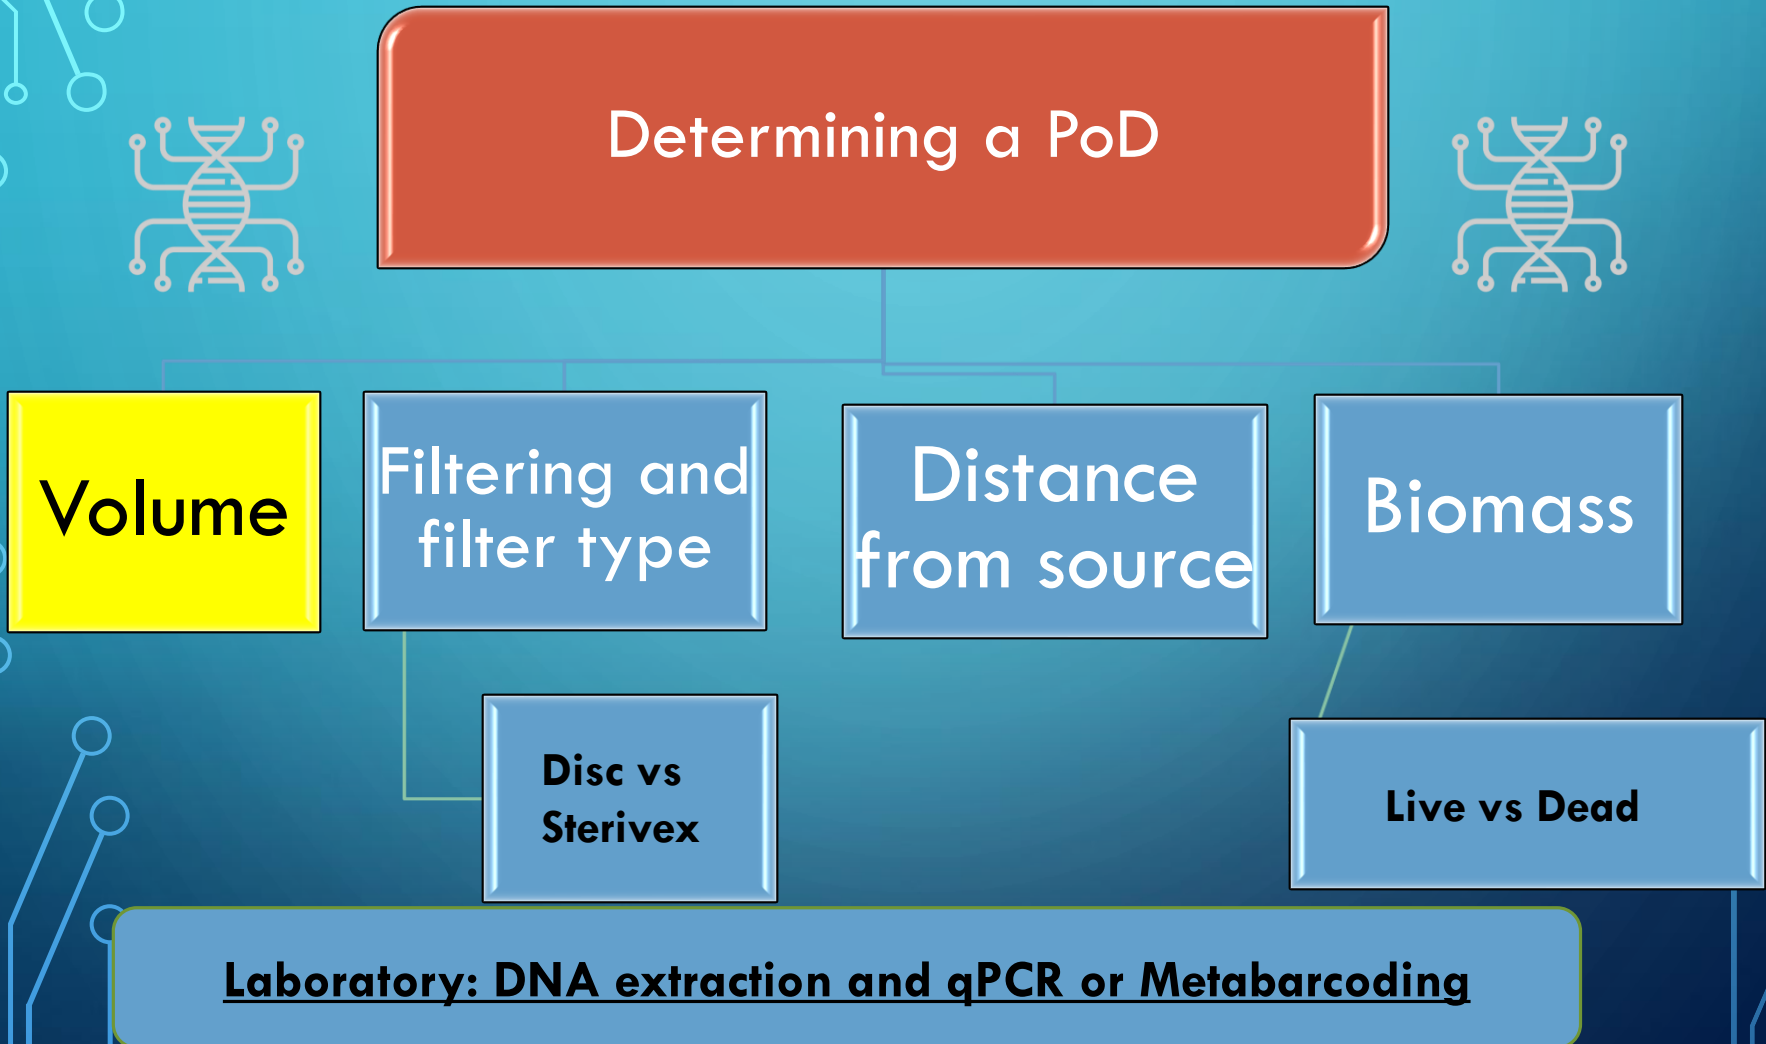 Determining a PoD
Volume
Filtering and
filter type
Distance
from source
Biomass
Disc vs
Sterivex
Live vs Dead
Laboratory: DNA extraction and qPCR or Metabarcoding